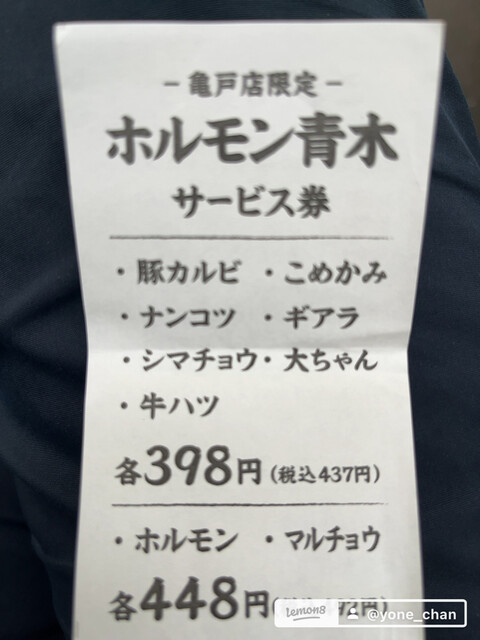 − 亀戸店限定 −
ホルモン青木
サービス券
・豚カルビ ・こめかみ
・ナンコツ ・ギアラ
・シマチョウ・大ちゃん
・牛ハツ
各398円(税込437円)
・ホルモン ・マルチョウ
各448円
lemon8 @yone_chan